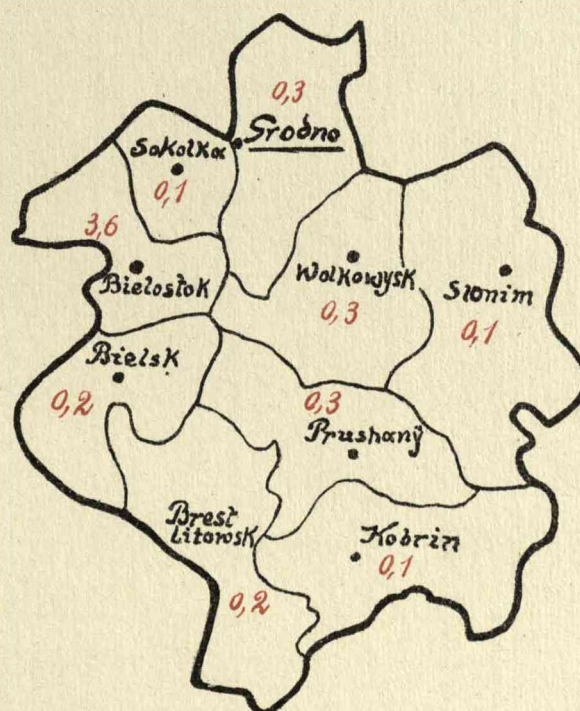 0,3
Grodno
Sokolka
0,1
3,6
Bielostok
Wolkowysk
0,3
Slonim
0,1
Bielsk
0,2
0,3
Prushanÿ
Brest
Litowsk
0,2
Kobrin
0,1